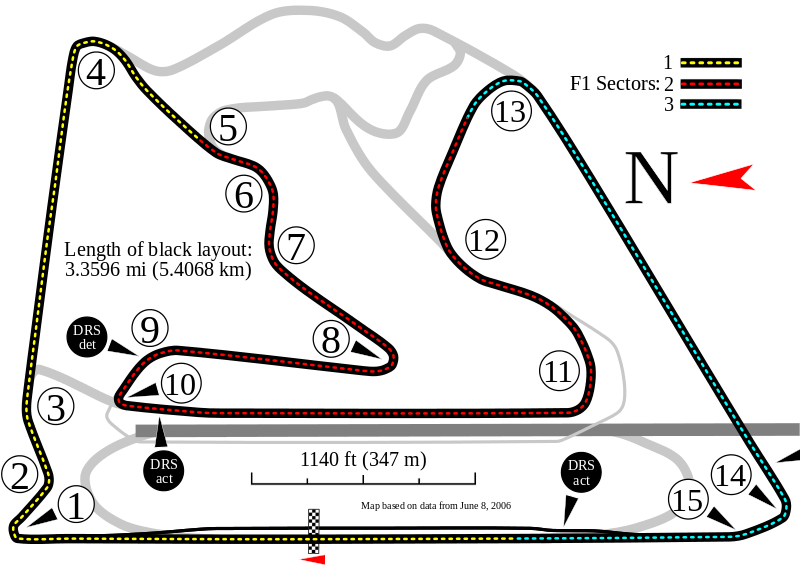 1
F1 Sectors: 2
3
N
4
5
6
7
8
9
10
11
12
13
14
15
3
2
1
Length of black layout:
3.3596 mi (5.4068 km)
DRS
det
DRS
act
1140 ft (347 m)
DRS
act
Map based on data from June 8, 2006